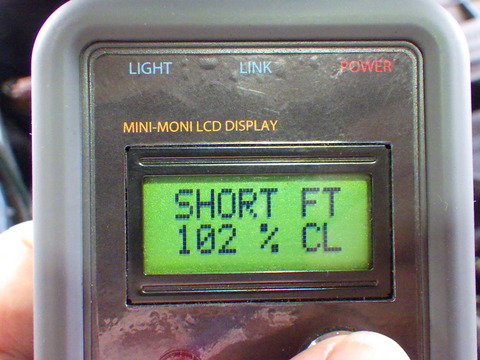 LIGHT LINK POWER
MINI-MONI LCD DISPLAY
SHORT FT
102 % CL